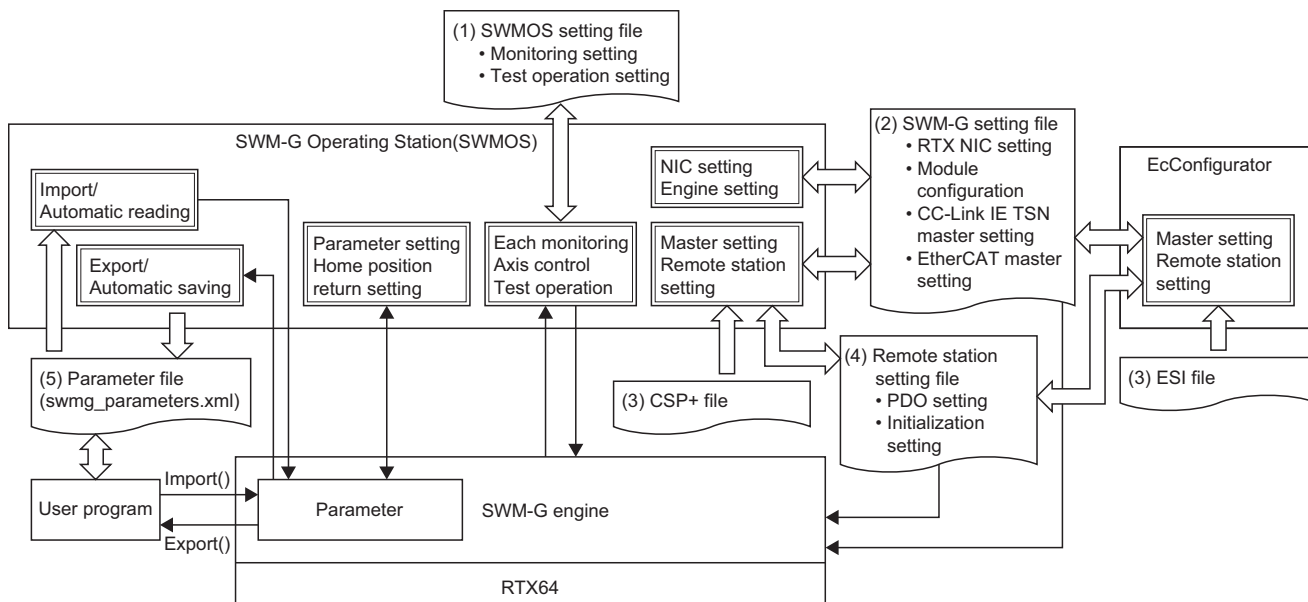 (1) SWMOS setting file
• Monitoring setting
• Test operation setting
SWM-G Operating Station(SWMOS)
Import/
Automatic reading
Export/
Automatic saving
Parameter setting
Home position
return setting
Each monitoring
Axis control
Test operation
NIC setting
Engine setting
Master setting
Remote station
setting
(2) SWM-G setting file
• RTX NIC setting
• Module
configuration
• CC-Link IE TSN
master setting
• EtherCAT master
setting
EcConfigurator
Master setting
Remote station
setting
(5) Parameter file
(swmg_parameters.xml)
(3) CSP+ file
(4) Remote station
setting file
• PDO setting
• Initialization
setting
(3) ESI file
User program
Import()
Export()
Parameter
SWM-G engine
RTX64